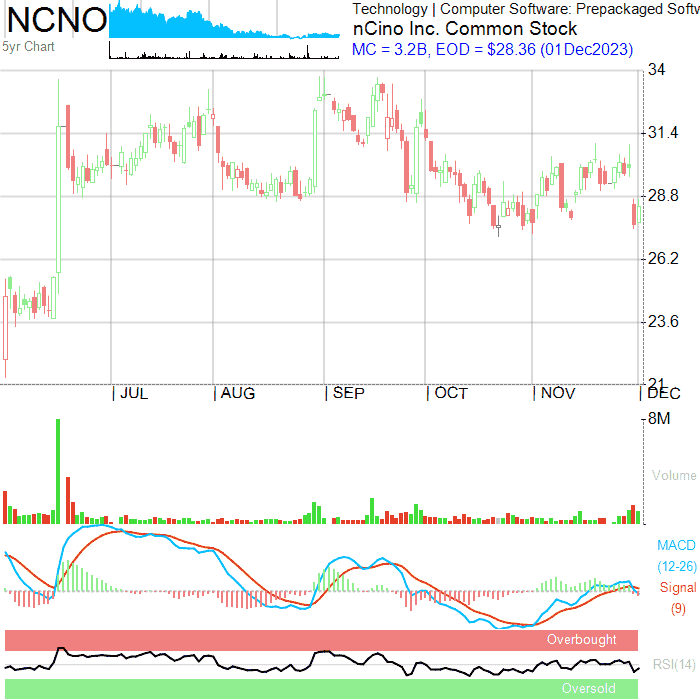 NCNO
5yr Chart
Technology | Computer Software: Prepackaged Softw
nCino Inc. Common Stock
MC = 3.2B, EOD = $28.36 (01Dec2023)
34
31.4
28.8
26.2
23.6
21
| JUL | AUG | SEP | OCT | NOV | DEC
8M
Volume
MACD
(12-26)
Signal
(9)
Overbought
RSI(14)
Oversold